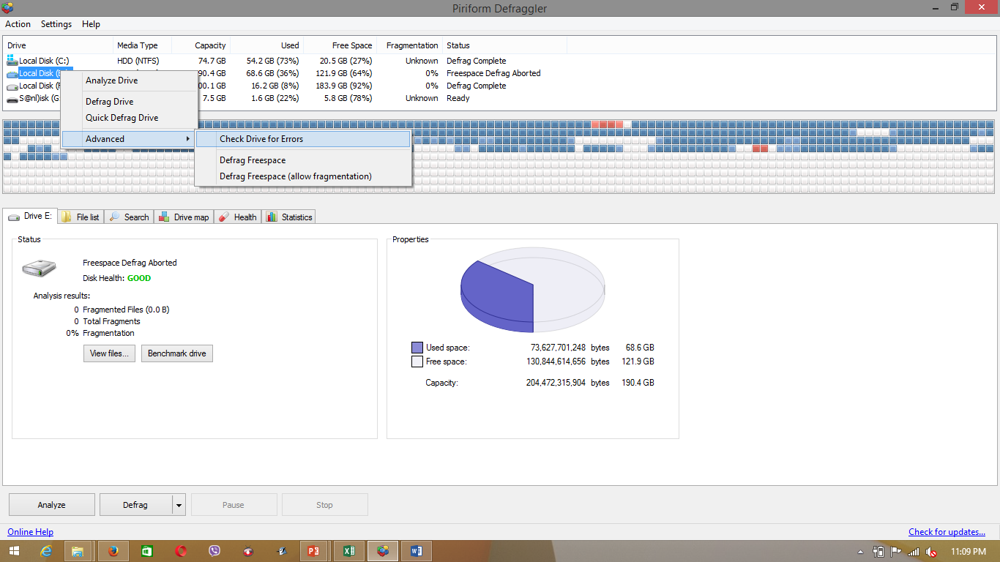 Piriform Defraggler
Action Settings Help
Drive Media Type Capacity Used Free Space Fragmentation Status
Local Disk (C:) HDD (NTFS) 74.7 GB 54.2 GB (73%) 20.5 GB (27%) Unknown Defrag Complete
Local Disk 90.4 GB 68.6 GB (36%) 121.9 GB (64%) 0% Freespace Defrag Aborted
Local Disk (F 00.1 GB 16.2 GB (8%) 183.9 GB (92%) 0% Defrag Complete
S@nl)isk (G 7.5 GB 1.6 GB (22%) 5.8 GB (78%) Unknown Ready
Analyze Drive
Defrag Drive
Quick Defrag Drive
Advanced
Check Drive for Errors
Defrag Freespace
Defrag Freespace (allow fragmentation)
Drive E: File list Search Drive map Health Statistics
Status
Freespace Defrag Aborted
Disk Health: GOOD
Analysis results:
0 Fragmented Files (0.0 B)
0 Total Fragments
0% Fragmentation
View files... Benchmark drive
Properties
Used space: 73,627,701,248 bytes 68.6 GB
Free space: 130,844,614,656 bytes 121.9 GB
Capacity: 204,472,315,904 bytes 190.4 GB
Analyze Defrag Pause Stop
Online Help Check for updates...
11:09 PM